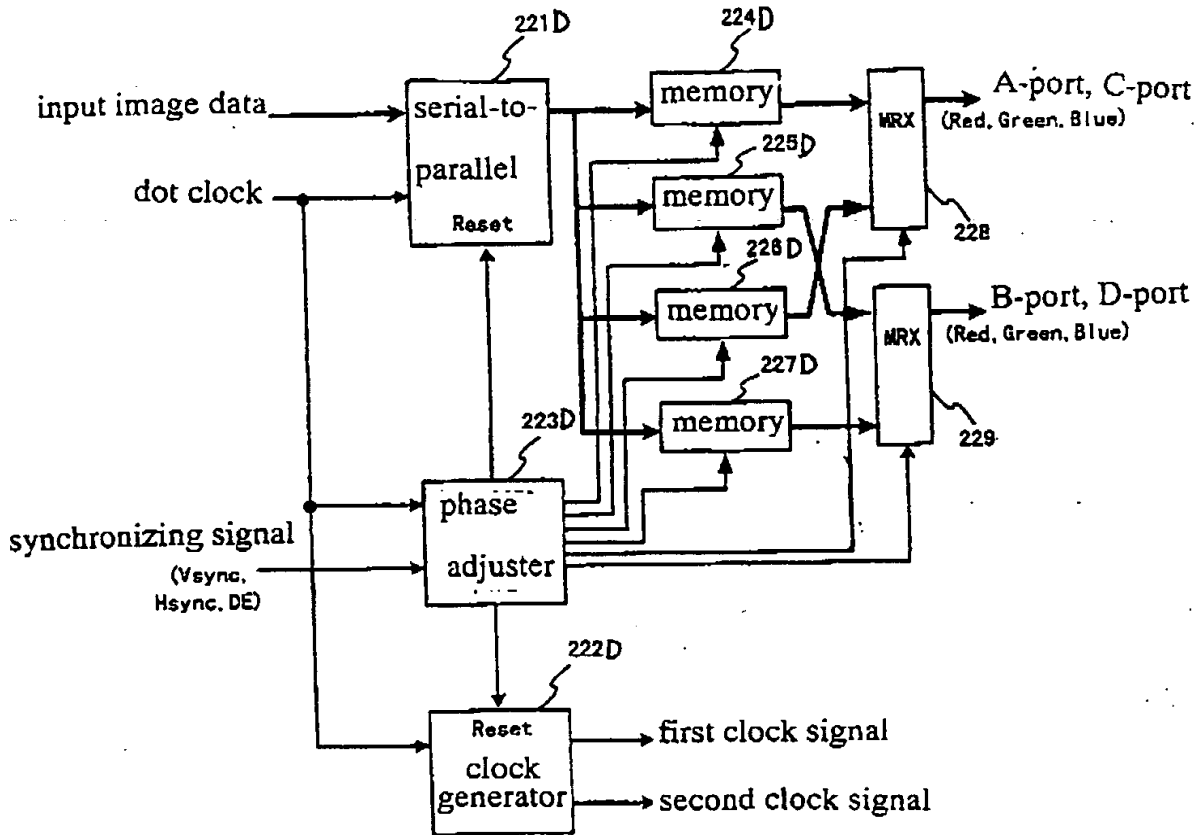 221D
224D
input image data
serial-to-
parallel
Reset
memory
MRX
A-port, C-port
(Red, Green, Blue)
dot clock
225D
memory
228
226D
memory
MRX
B-port, D-port
(Red, Green, Blue)
227D
memory
229
223D
phase
adjuster
synchronizing signal
(Vsync,
Hsync, DE)
222D
Reset
clock
generator
first clock signal
second clock signal